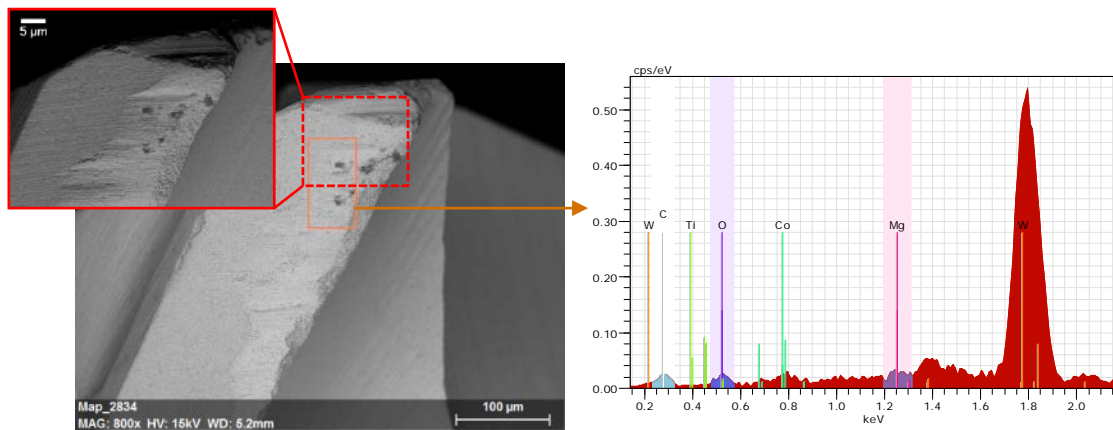 5 µm
Map_2834
MAG: 800x HV: 15kV WD: 5.2mm
100 µm
cps/eV
0.50
0.40
0.30
0.20
0.10
0.00
W
C
Ti
O
Co
Mg
W
0.2 0.4 0.6 0.8 1.0 1.2 1.4 1.6 1.8 2.0
keV